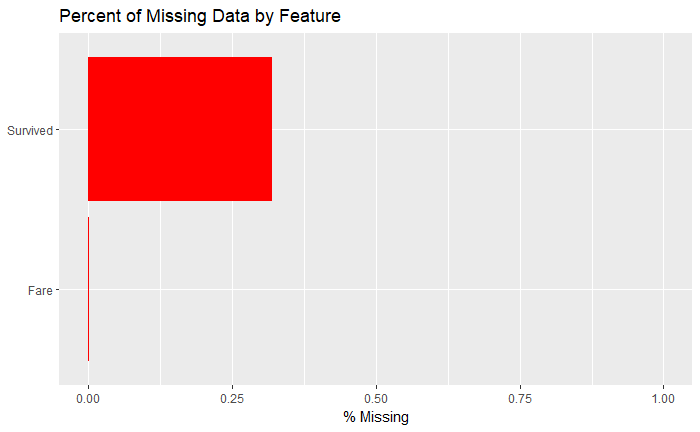 Percent of Missing Data by Feature
Survived
Fare
0.00 0.25 0.50 0.75 1.00
% Missing